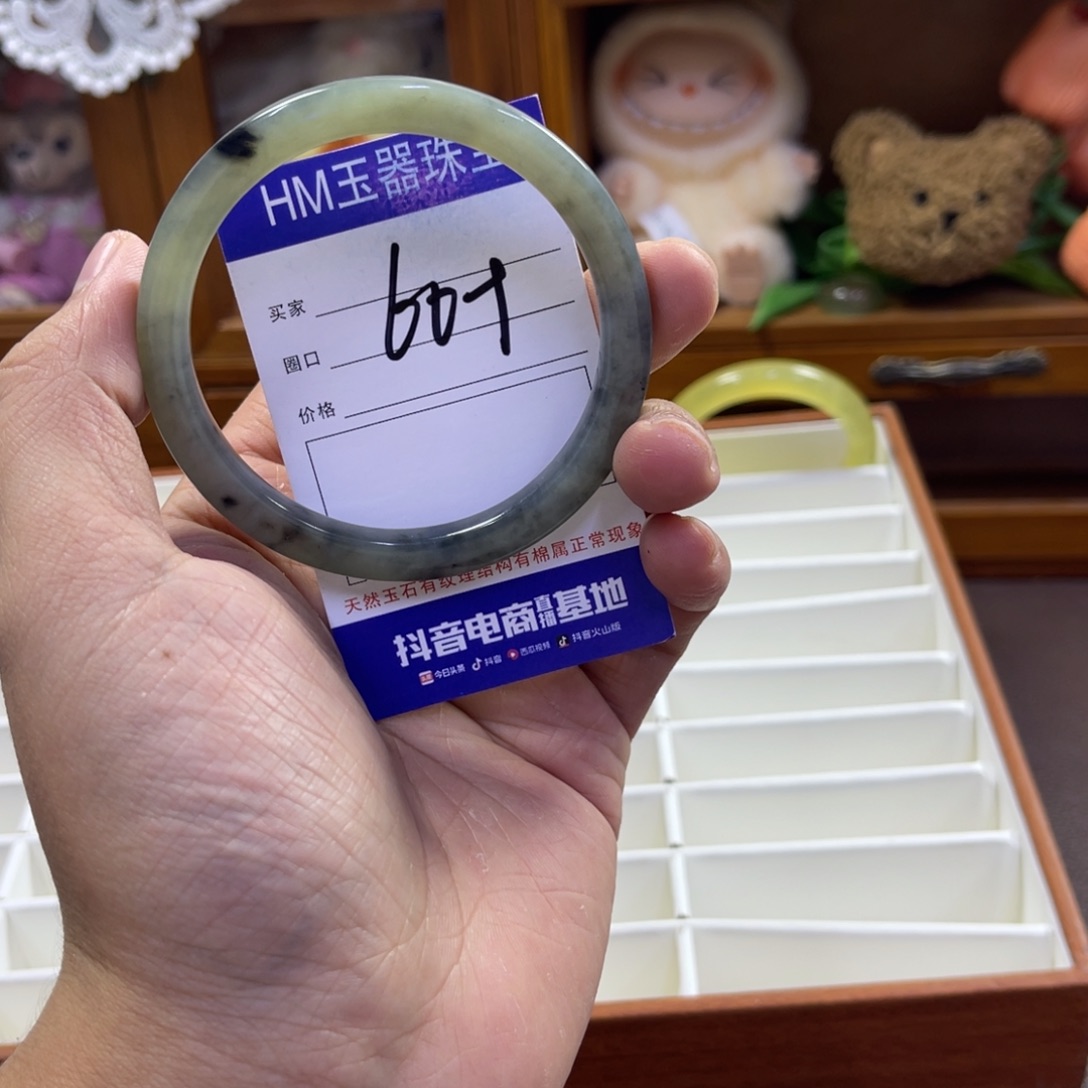 HM玉器珠
买家
圈口
价格
天然玉石有纹理结构有棉属正常现象
抖音电商直播基地
今日头条 抖音 西瓜视频 抖音火山版